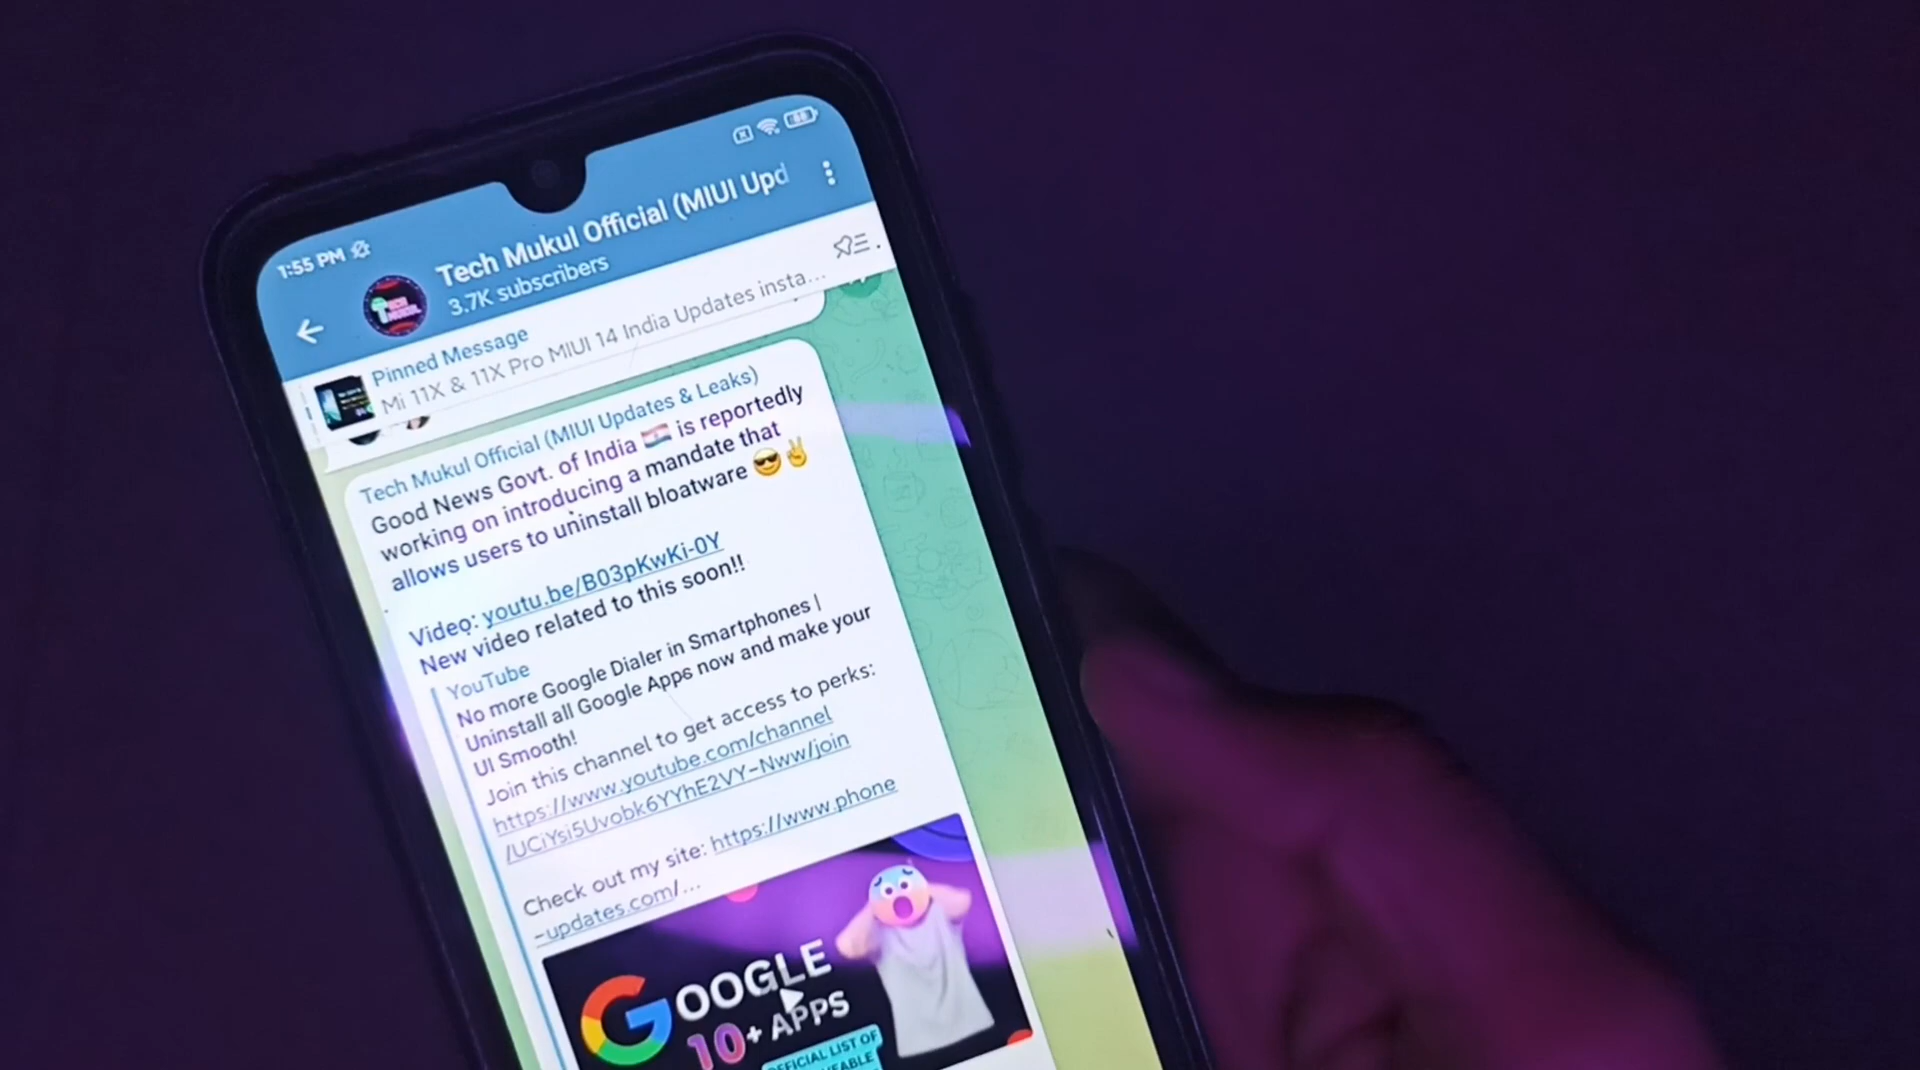 1:55 PM
Tech Mukul Official (MIUI Upd
3.7K subscribers
TECH
MUKUL
Pinned Message
Mi 11X & 11X Pro MIUI 14 India Updates insta...
Tech Mukul Official (MIUI Updates & Leaks)
Good News Govt. of India 🇮🇳 is reportedly
working on introducing a mandate that
allows users to uninstall bloatware 😎✌
Video: youtu.be/B03pKwKi-0Y
New video related to this soon!!
YouTube
No more Google Dialer in Smartphones |
Uninstall all Google Apps now and make your
UI Smooth!
Join this channel to get access to perks:
https://www.youtube.com/channel
/UCiYsi5Uvobk6YYhE2VY-Nww/join
Check out my site: https://www.phone
-updates.com/...
GOOGLE
10+ APPS
OFFICIAL LIST OF